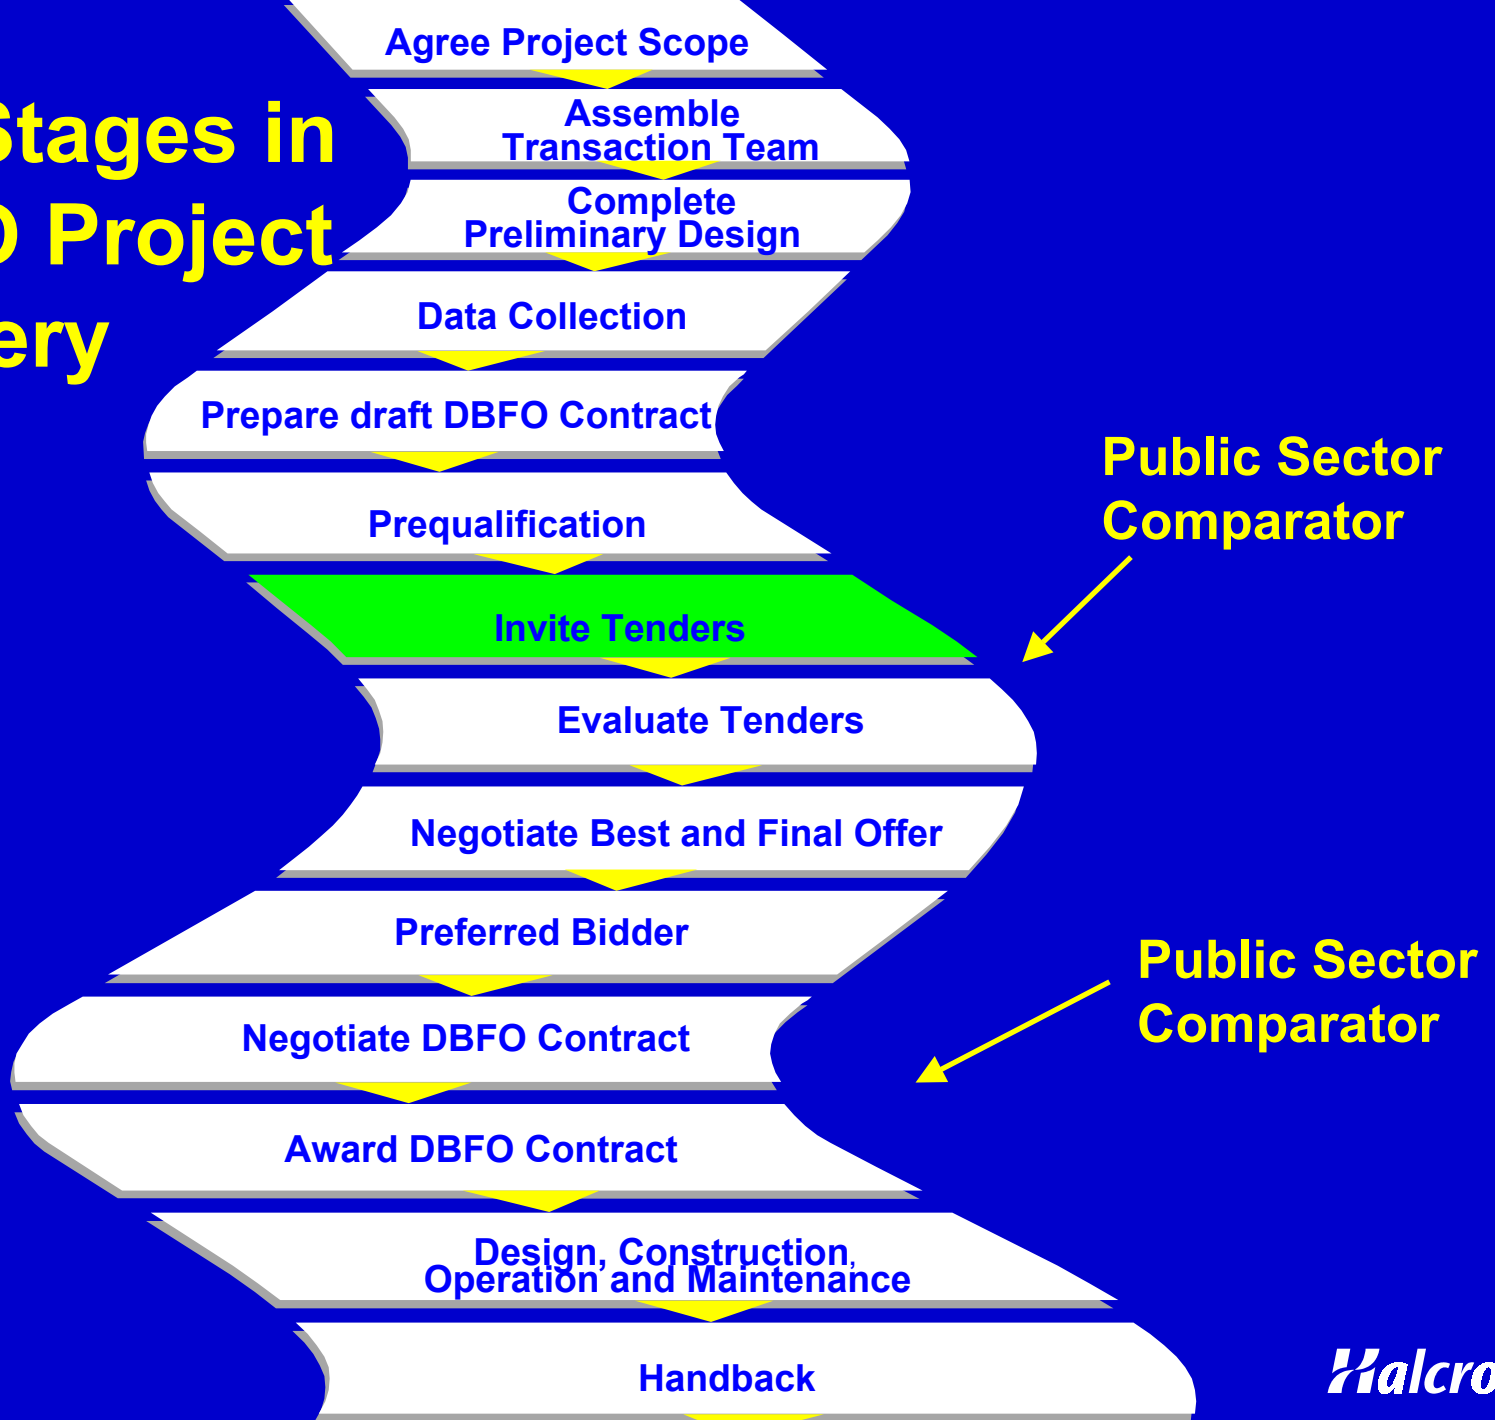 Agree Project Scope
Stages in
Project
Assemble
Transaction Team
Complete
Preliminary Design
Data Collection
Prepare draft DBFO Contract
Prequalification
Invite Tenders
Evaluate Tenders
Negotiate Best and Final Offer
Preferred Bidder
Negotiate DBFO Contract
Award DBFO Contract
Design, Construction,
Operation and Maintenance
Handback
Public Sector
Comparator
Public Sector
Comparator